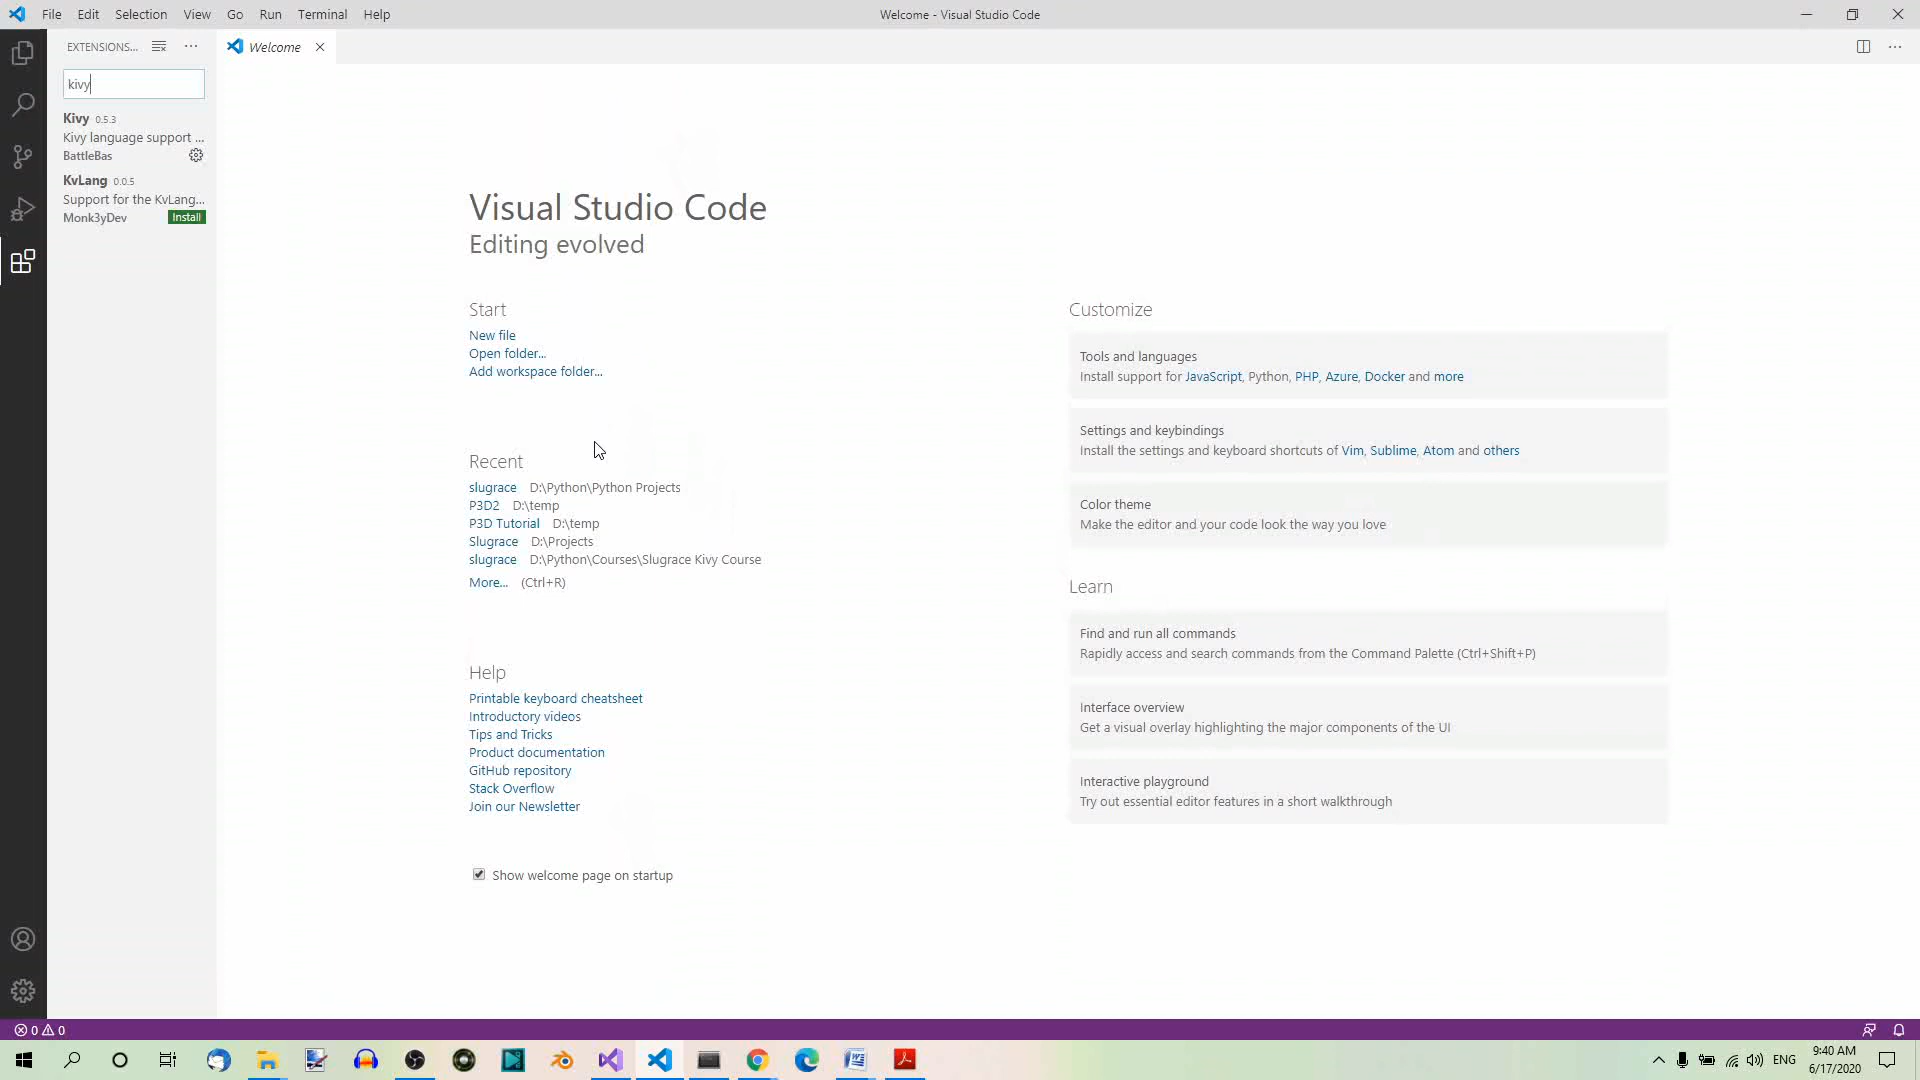 File Edit Selection View Go Run Terminal Help
Welcome - Visual Studio Code
EXTENSIONS...
Welcome
kivy
Kivy 0.5.3
Kivy language support ...
BattleBas
KvLang 0.0.5
Support for the KvLang...
Monk3yDev Install
Visual Studio Code
Editing evolved
Start
New file
Open folder...
Add workspace folder...
Recent
slugrace D:\Python\Python Projects
P3D2 D:\temp
P3D Tutorial D:\temp
Slugrace D:\Projects
slugrace D:\Python\Courses\Slugrace Kivy Course
More... (Ctrl+R)
Help
Printable keyboard cheatsheet
Introductory videos
Tips and Tricks
Product documentation
GitHub repository
Stack Overflow
Join our Newsletter
Show welcome page on startup
Customize
Tools and languages
Install support for JavaScript, Python, PHP, Azure, Docker and more
Settings and keybindings
Install the settings and keyboard shortcuts of Vim, Sublime, Atom and others
Color theme
Make the editor and your code look the way you love
Learn
Find and run all commands
Rapidly access and search commands from the Command Palette (Ctrl+Shift+P)
Interface overview
Get a visual overlay highlighting the major components of the UI
Interactive playground
Try out essential editor features in a short walkthrough
0 0
ENG
9:40 AM
6/17/2020